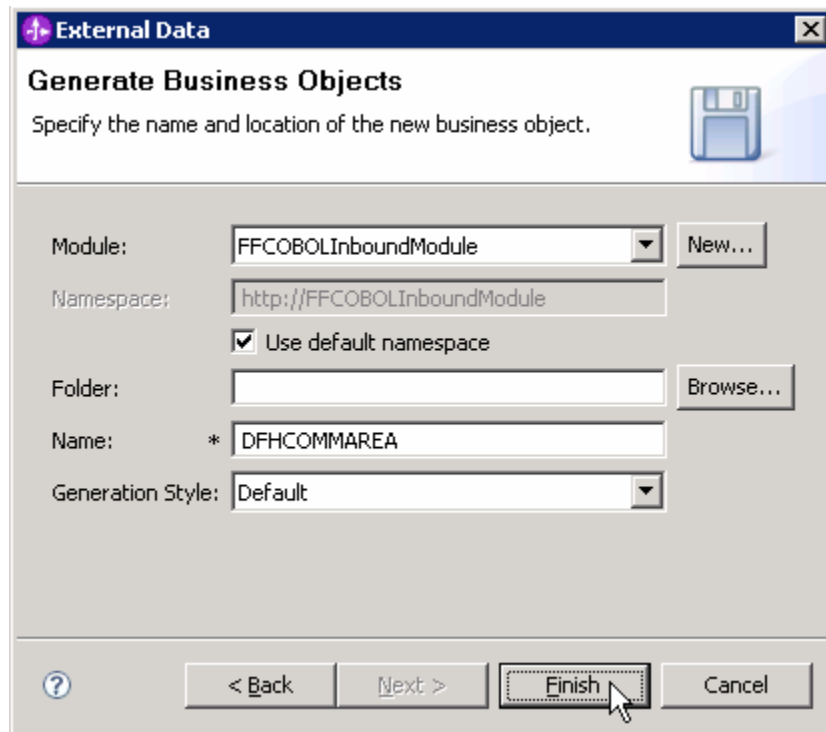 External Data
Generate Business Objects
Specify the name and location of the new business object.
Module: FFCOBOLInboundModule New...
Namespace: http://FFCOBOLInboundModule
Use default namespace
Folder: Browse...
Name: * DFHCOMMAREA
Generation Style: Default
? < Back Next > Finish Cancel